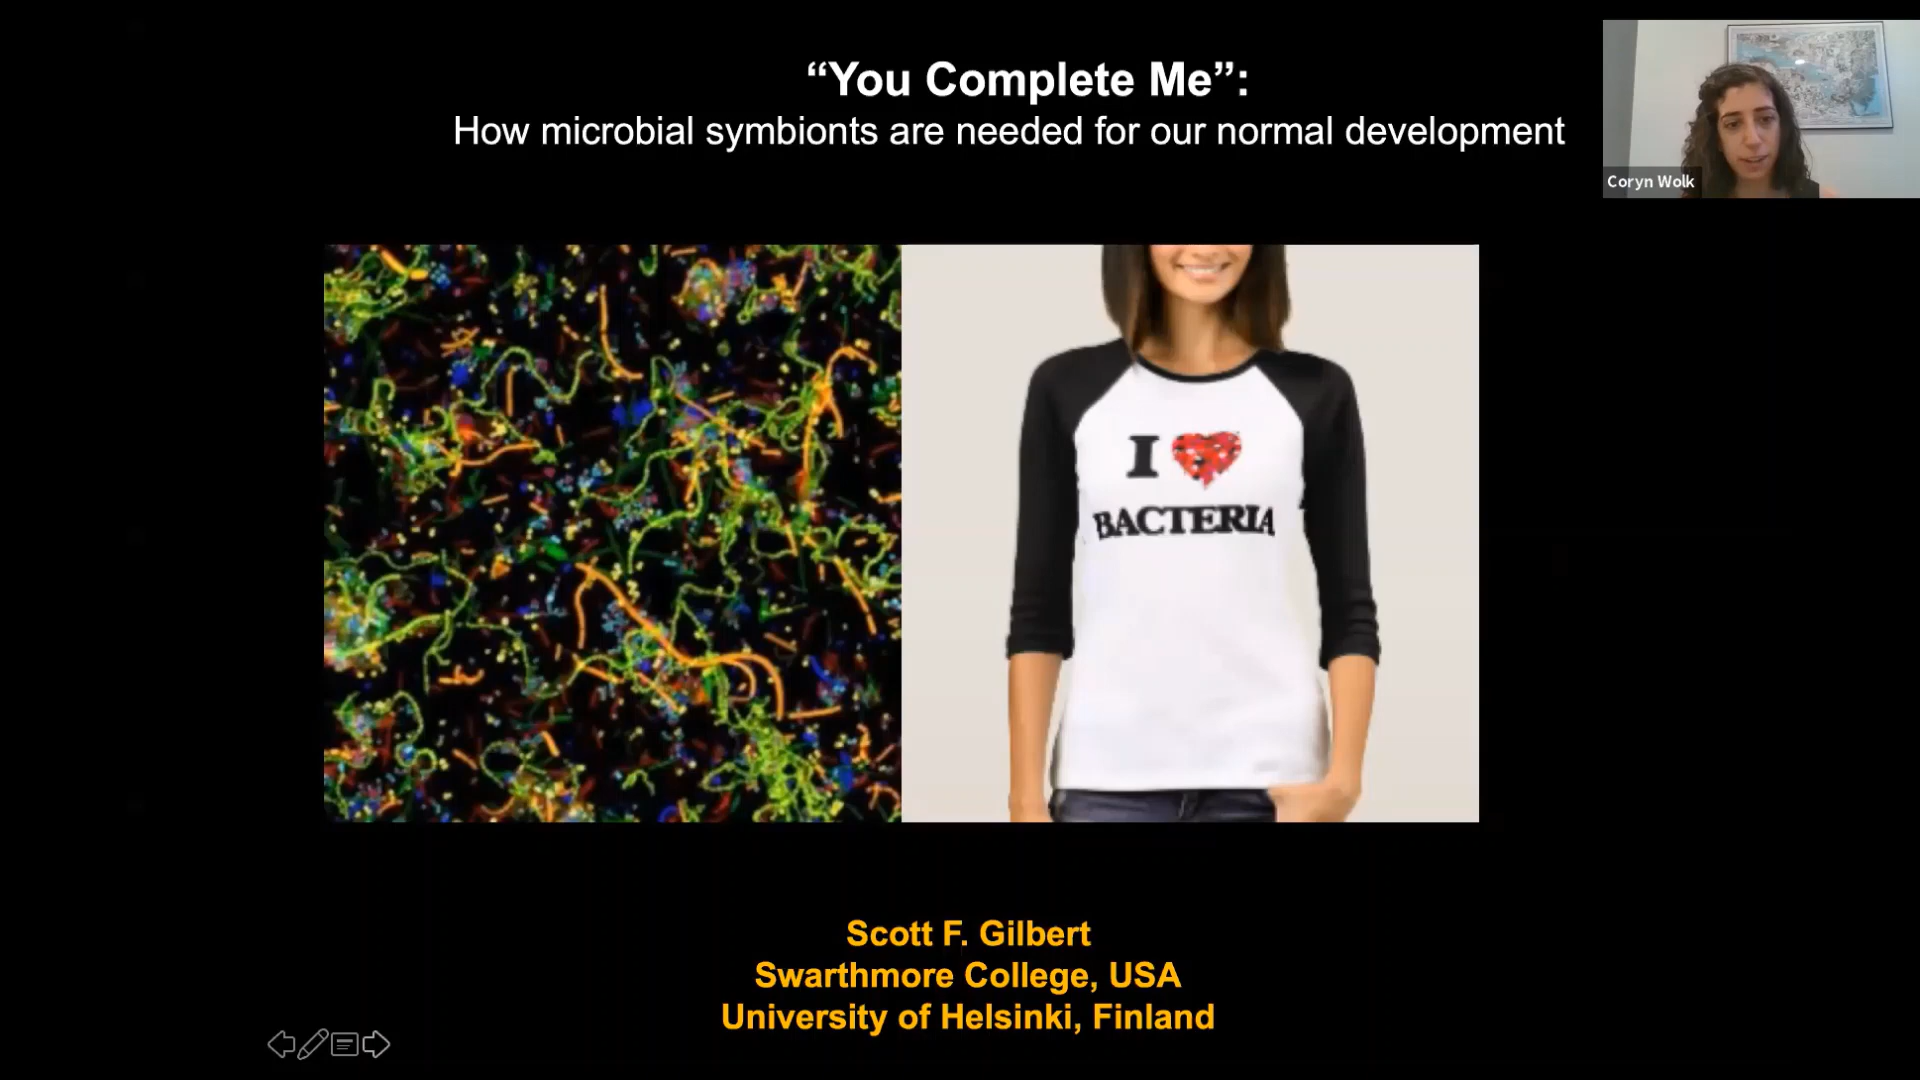 “You Complete Me”:
How microbial symbionts are needed for our normal development
Coryn Wolk
I
BACTERIA
Scott F. Gilbert
Swarthmore College, USA
University of Helsinki, Finland